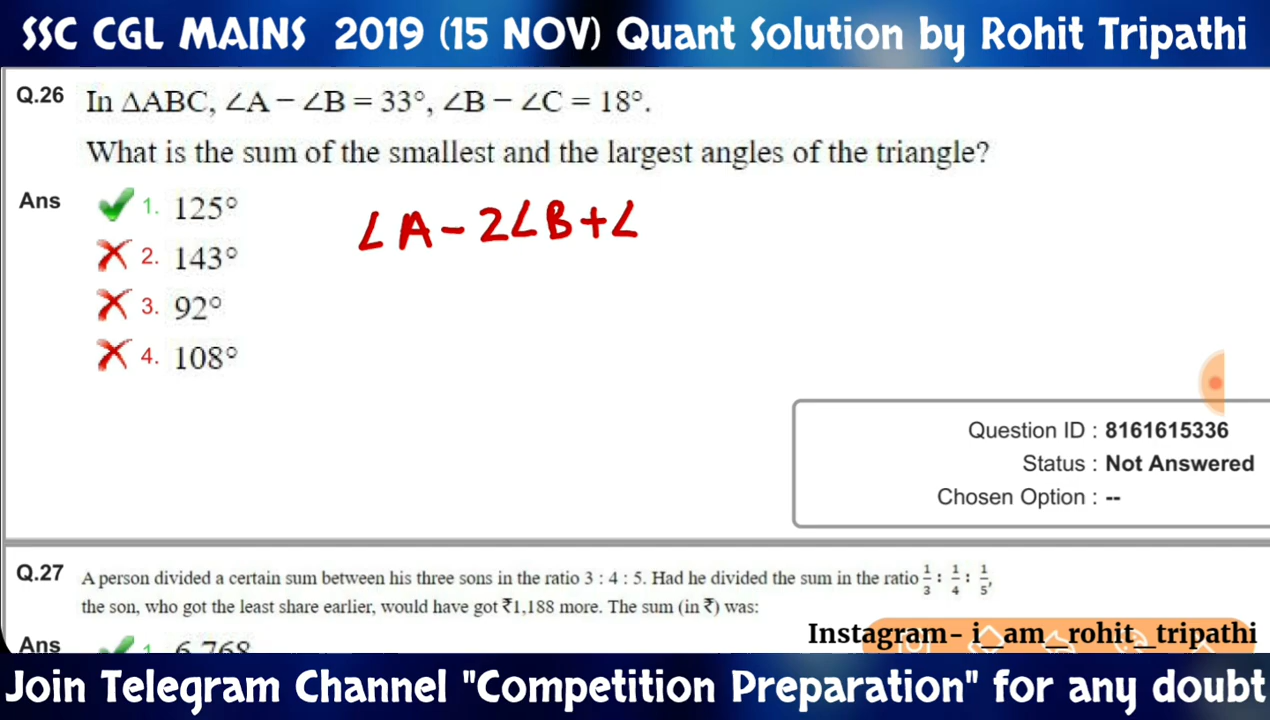 SSC CGL MAINS 2019 (15 NOV) Quant Solution by Rohit Tripathi
Q.26 In ΔABC, ∠A − ∠B = 33°, ∠B − ∠C = 18°.
What is the sum of the smallest and the largest angles of the triangle?
Ans 1. 125°
∠A − 2∠B + ∠
2. 143°
3. 92°
4. 108°
Question ID : 8161615336
Status : Not Answered
Chosen Option : --
Q.27 A person divided a certain sum between his three sons in the ratio 3 : 4 : 5. Had he divided the sum in the ratio 1/3 : 1/4 : 1/5,
the son, who got the least share earlier, would have got ₹1,188 more. The sum (in ₹) was:
Ans 1. 6,768
Instagram- i_am_rohit_tripathi
Join Telegram Channel "Competition Preparation" for any doubt